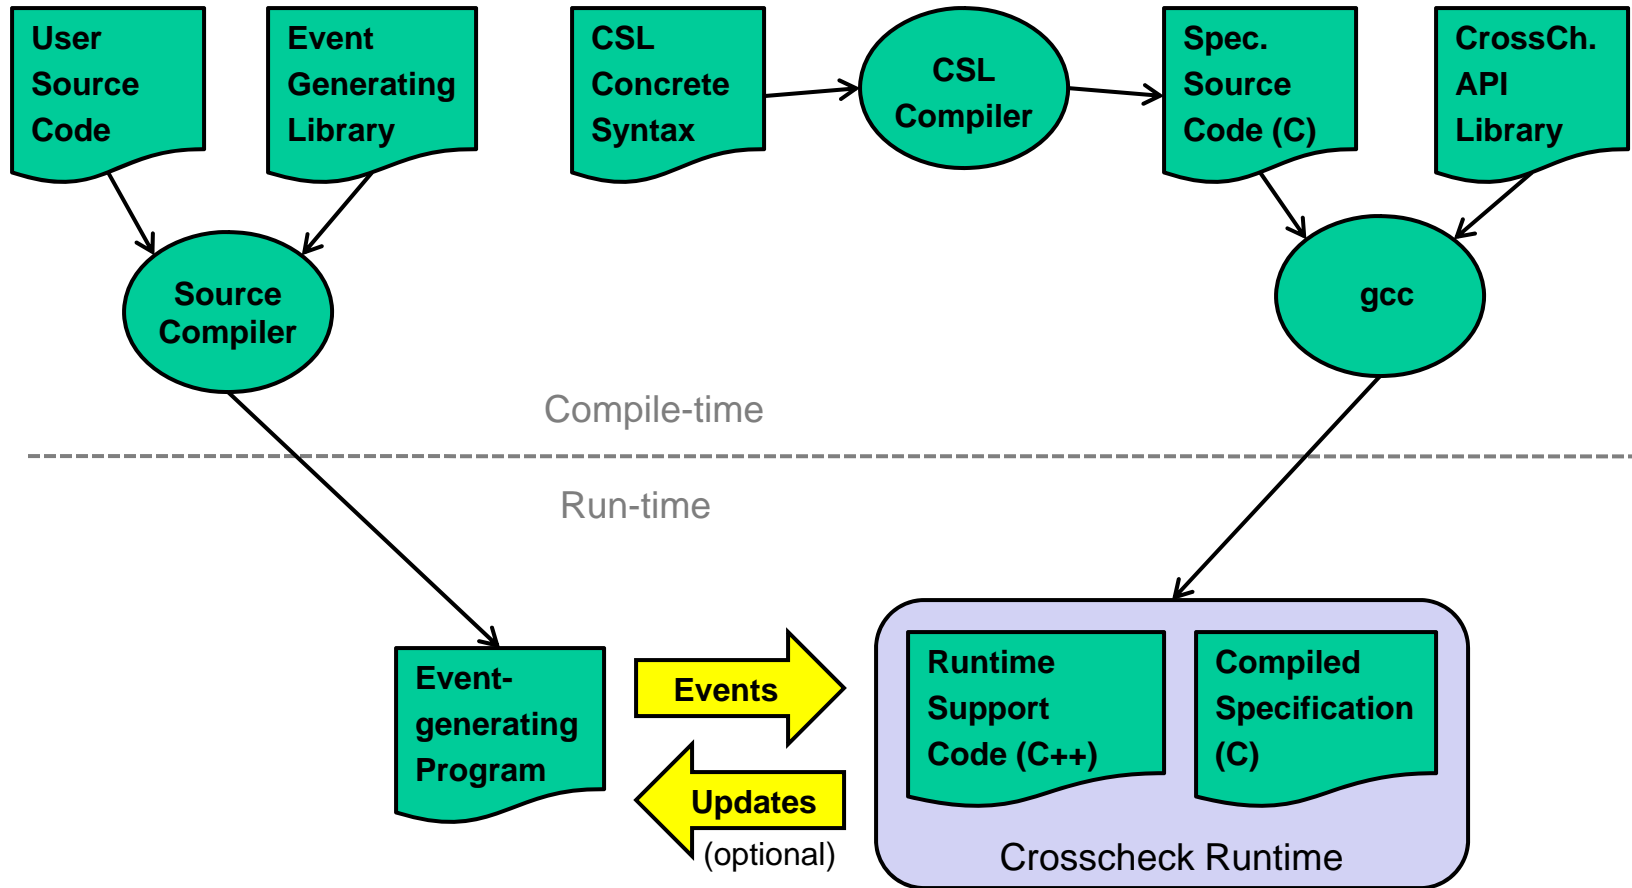 User
Source
Code
Event
Generating
Library
CSL
Concrete
Syntax
CSL
Compiler
Spec.
Source
Code (C)
CrossCh.
API
Library
Source
Compiler
gcc
Compile-time
Run-time
Event-
generating
Program
Events
Updates
(optional)
Runtime
Support
Code (C++)
Compiled
Specification
(C)
Crosscheck Runtime